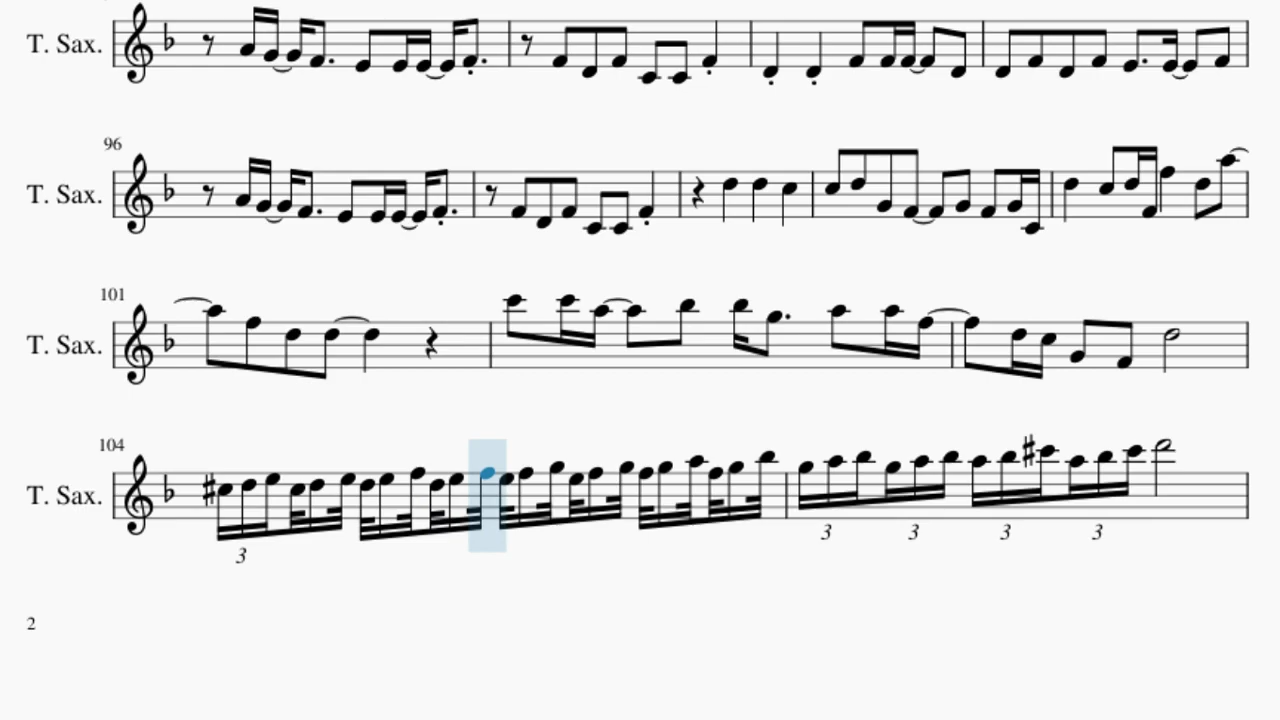 T. Sax.
96
T. Sax.
101
T. Sax.
104
T. Sax.
3
3 3 3 3
2